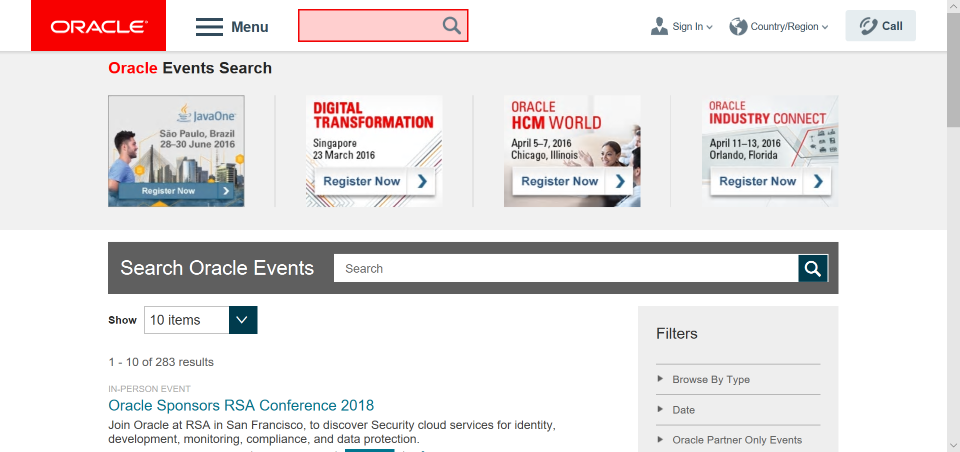 ORACLE
Menu
Sign In
Country/Region
Call
Oracle Events Search
JavaOne
São Paulo, Brazil
28–30 June 2016
Register Now
DIGITAL
TRANSFORMATION
Singapore
23 March 2016
Register Now
ORACLE
HCM WORLD
April 5–7, 2016
Chicago, Illinois
Register Now
ORACLE
INDUSTRY CONNECT
April 11–13, 2016
Orlando, Florida
Register Now
Search Oracle Events
Search
Show
10 items
1 - 10 of 283 results
IN-PERSON EVENT
Oracle Sponsors RSA Conference 2018
Join Oracle at RSA in San Francisco, to discover Security cloud services for identity,
development, monitoring, compliance, and data protection.
Filters
Browse By Type
Date
Oracle Partner Only Events